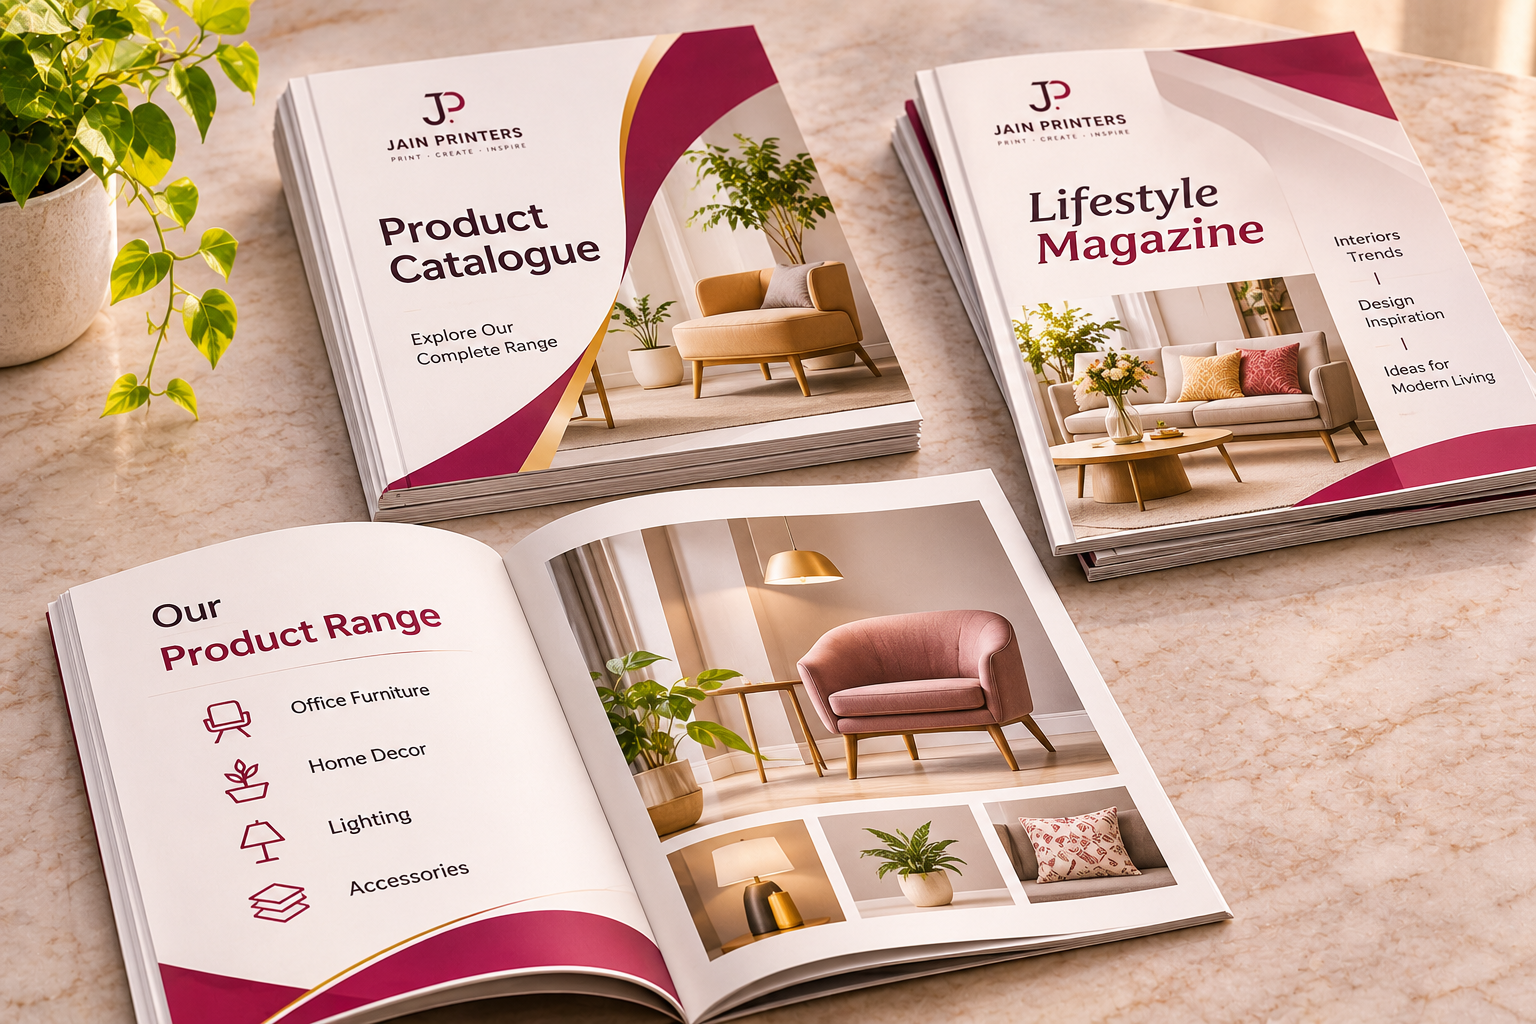 JP
JAIN PRINTERS
PRINT · CREATE · INSPIRE
Product
Catalogue
Explore Our
Complete Range
JP
JAIN PRINTERS
PRINT · CREATE · INSPIRE
Lifestyle
Magazine
Interiors
Trends
|
Design
Inspiration
|
Ideas for
Modern Living
Our
Product Range
Office Furniture
Home Decor
Lighting
Accessories